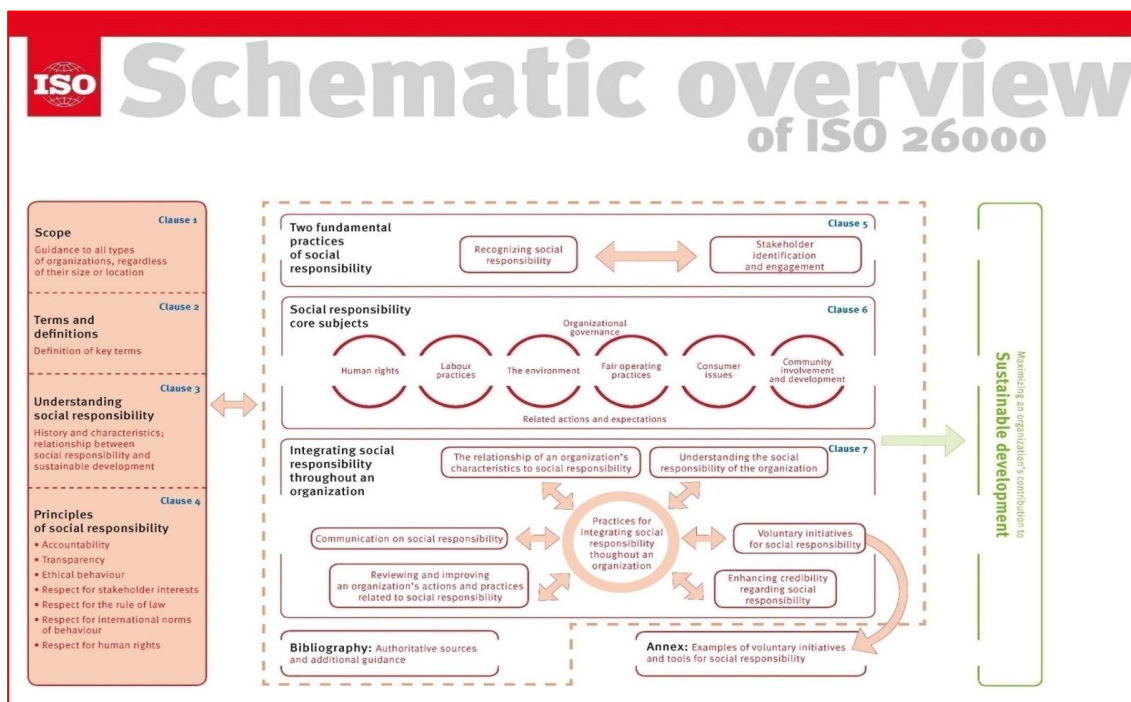 ISO
Schematic overview
of ISO 26000
Clause 1
Scope
Guidance to all types
of organizations, regardless
of their size or location
Clause 2
Terms and
definitions
Definition of key terms
Clause 3
Understanding
social responsibility
History and characteristics;
relationship between
social responsibility and
sustainable development
Clause 4
Principles
of social responsibility
• Accountability
• Transparency
• Ethical behaviour
• Respect for stakeholder interests
• Respect for the rule of law
• Respect for international norms
of behaviour
• Respect for human rights
Two fundamental
practices
of social
responsibility
Clause 5
Recognizing social
responsibility
Stakeholder
identification
and engagement
Social responsibility
core subjects
Clause 6
Organizational
governance
Human rights
Labour
practices
The environment
Fair operating
practices
Consumer
issues
Community
involvement
and development
Related actions and expectations
Integrating social
responsibility
throughout an
organization
Clause 7
The relationship of an organization's
characteristics to social responsibility
Understanding the social
responsibility of the organization
Practices for
integrating social
responsibility
thoughout an
organization
Communication on social responsibility
Voluntary initiatives
for social responsibility
Reviewing and improving
an organization's actions and practices
related to social responsibility
Enhancing credibility
regarding social
responsibility
Bibliography: Authoritative sources
and additional guidance
Annex: Examples of voluntary initiatives
and tools for social responsibility
Maximizing an organization's contribution to
Sustainable development